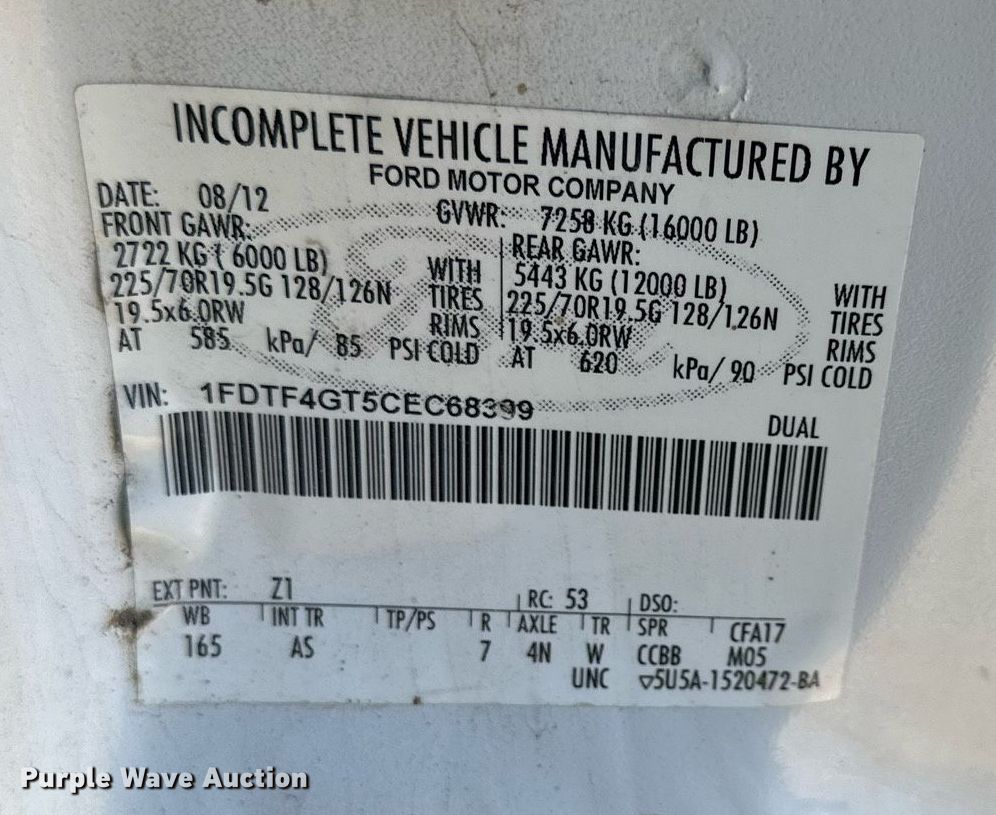 INCOMPLETE VEHICLE MANUFACTURED BY
FORD MOTOR COMPANY
DATE: 08/12 GVWR: 7258 KG (16000 LB)
FRONT GAWR: REAR GAWR:
2722 KG ( 6000 LB) WITH 5443 KG (12000 LB) WITH
225/70R19.5G 128/126N TIRES 225/70R19.5G 128/126N TIRES
19.5x6.0RW RIMS 19.5x6.0RW RIMS
AT 585 kPa/ 85 PSI COLD AT 620 kPa/ 90 PSI COLD
VIN: 1FDTF4GT5CEC68399 DUAL
EXT PNT: Z1 RC: 53 DSO:
WB INT TR TP/PS R AXLE TR SPR CFA17
165 AS 7 4N W CCBB M05
UNC ▽5U5A-1520472-BA
Purple Wave Auction